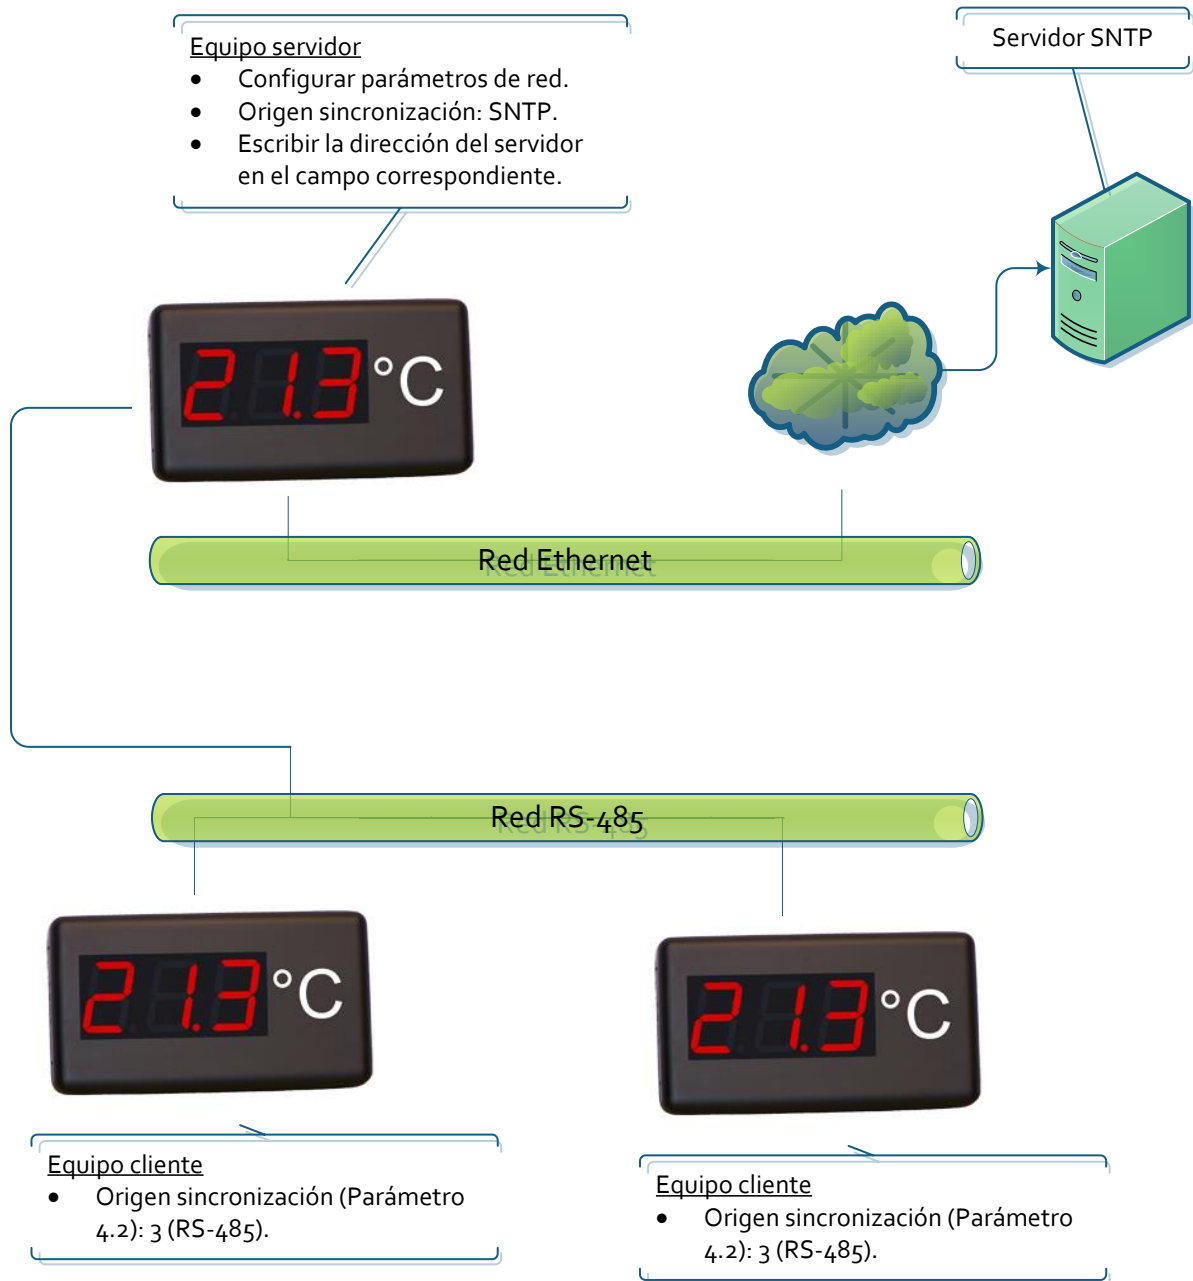 Equipo servidor
• Configurar parámetros de red.
• Origen sincronización: SNTP.
• Escribir la dirección del servidor
en el campo correspondiente.
Servidor SNTP
21.3 °C
Red Ethernet
Red RS-485
21.3 °C
21.3 °C
Equipo cliente
• Origen sincronización (Parámetro
4.2): 3 (RS-485).
Equipo cliente
• Origen sincronización (Parámetro
4.2): 3 (RS-485).